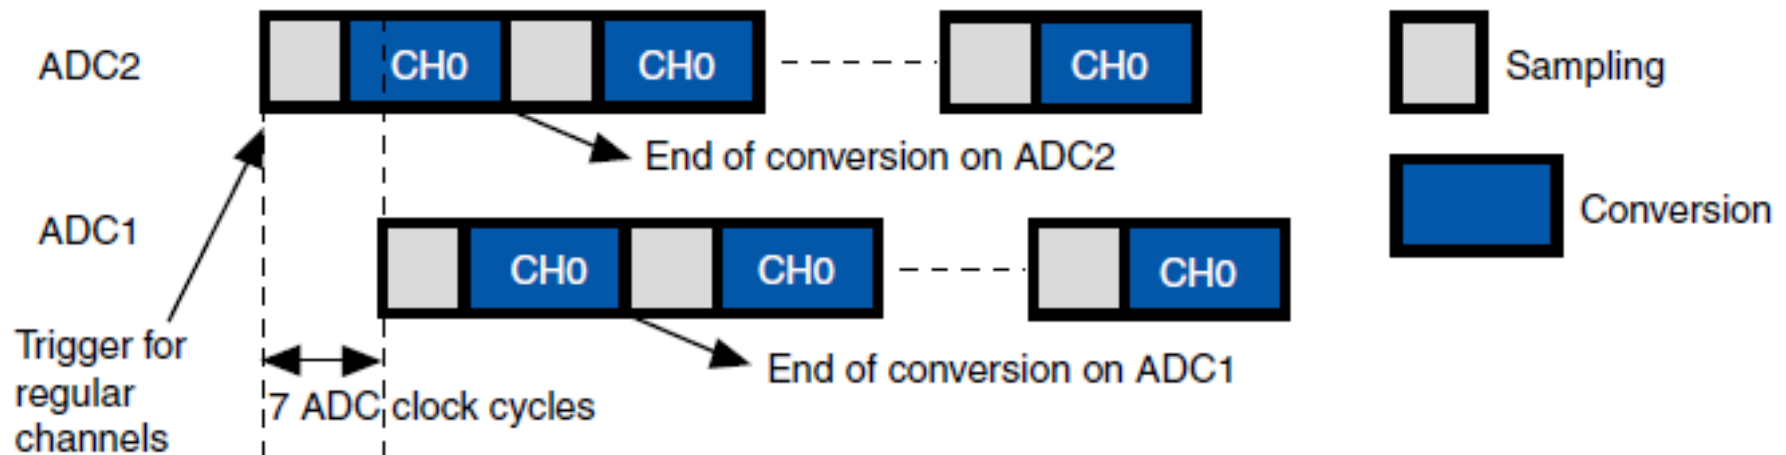 ADC2
CH0
CH0
CH0
Sampling
End of conversion on ADC2
Conversion
ADC1
CH0
CH0
CH0
End of conversion on ADC1
Trigger for
regular
channels
7 ADC clock cycles